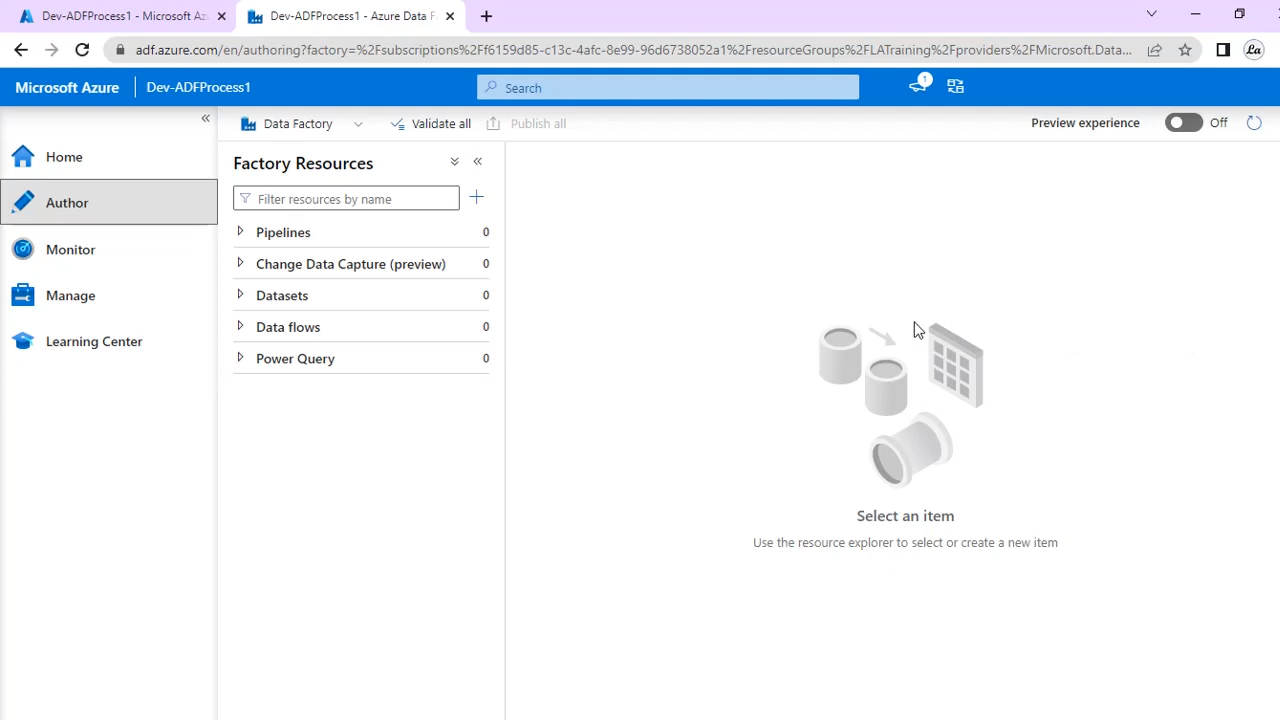 Dev-ADFProcess1 - Microsoft Az
Dev-ADFProcess1 - Azure Data F
adf.azure.com/en/authoring?factory=%2Fsubscriptions%2Ff6159d85-c13c-4afc-8e99-96d6738052a1%2FresourceGroups%2FLATraining%2Fproviders%2FMicrosoft.Data...
La
Microsoft Azure
Dev-ADFProcess1
Search
1
Data Factory
Validate all
Publish all
Preview experience
Off
Home
Author
Monitor
Manage
Learning Center
Factory Resources
Filter resources by name
Pipelines 0
Change Data Capture (preview) 0
Datasets 0
Data flows 0
Power Query 0
Select an item
Use the resource explorer to select or create a new item